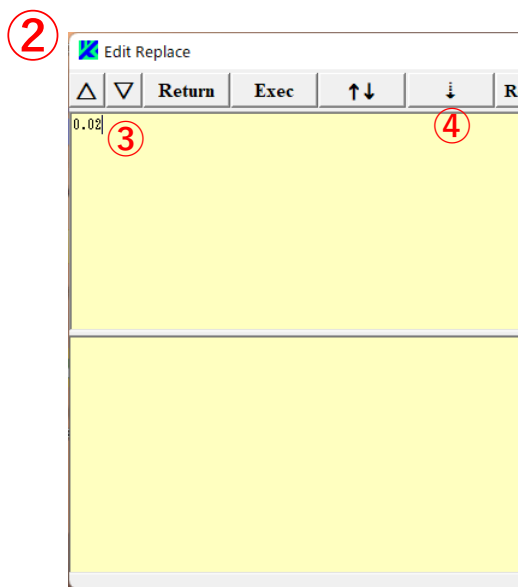 ②
Edit Replace
△ ▽ Return Exec ↑↓ ⇣ R
0.02 ③ ④